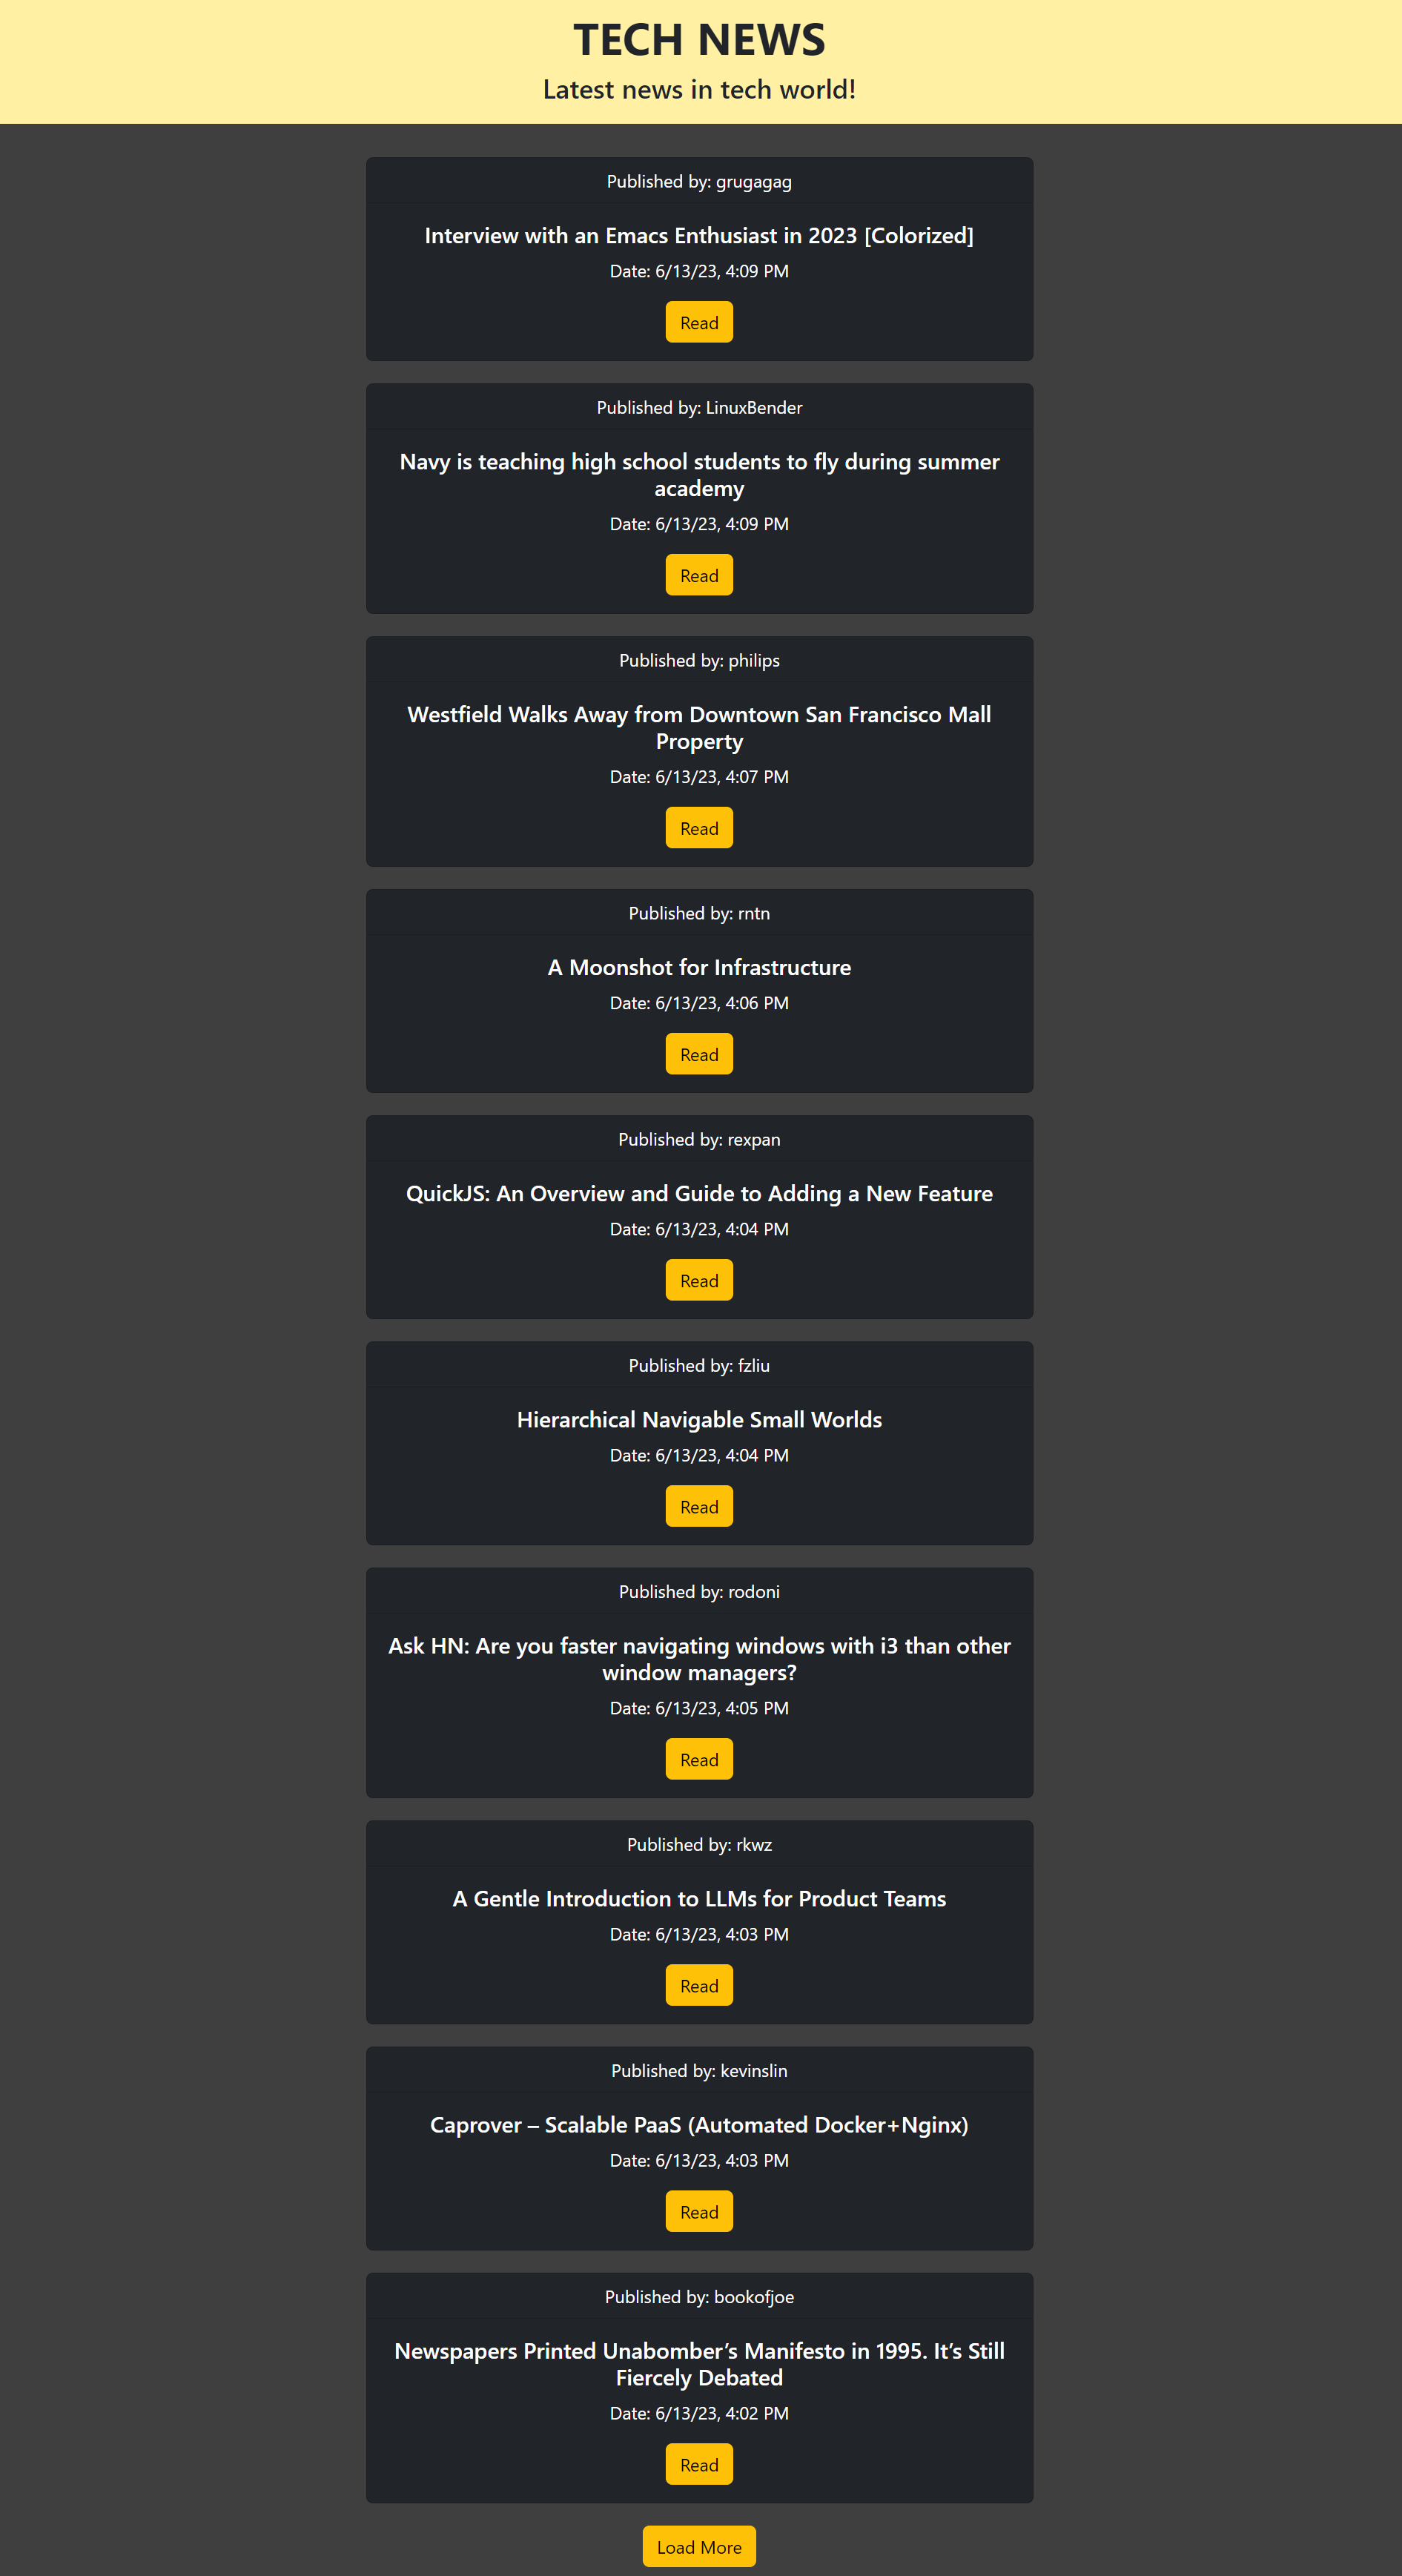 TECH NEWS
Latest news in tech world!
Published by: grugagag
Interview with an Emacs Enthusiast in 2023 [Colorized]
Date: 6/13/23, 4:09 PM
Read
Published by: LinuxBender
Navy is teaching high school students to fly during summer
academy
Date: 6/13/23, 4:09 PM
Read
Published by: philips
Westfield Walks Away from Downtown San Francisco Mall
Property
Date: 6/13/23, 4:07 PM
Read
Published by: rntn
A Moonshot for Infrastructure
Date: 6/13/23, 4:06 PM
Read
Published by: rexpan
QuickJS: An Overview and Guide to Adding a New Feature
Date: 6/13/23, 4:04 PM
Read
Published by: fzliu
Hierarchical Navigable Small Worlds
Date: 6/13/23, 4:04 PM
Read
Published by: rodoni
Ask HN: Are you faster navigating windows with i3 than other
window managers?
Date: 6/13/23, 4:05 PM
Read
Published by: rkwz
A Gentle Introduction to LLMs for Product Teams
Date: 6/13/23, 4:03 PM
Read
Published by: kevinslin
Caprover – Scalable PaaS (Automated Docker+Nginx)
Date: 6/13/23, 4:03 PM
Read
Published by: bookofjoe
Newspapers Printed Unabomber’s Manifesto in 1995. It’s Still
Fiercely Debated
Date: 6/13/23, 4:02 PM
Read
Load More